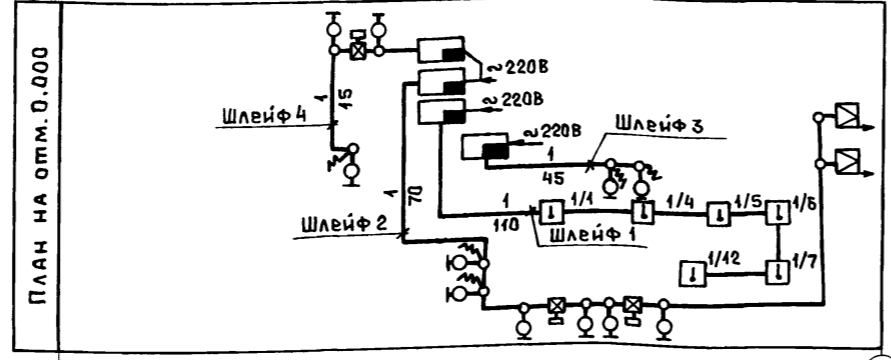 План на отм. 0.000
~ 220В
~ 220В
~ 220В
Шлейф 4
1
15
Шлейф 3
1
45
1
70
Шлейф 2
1
110
1/1
1/4
1/5
1/6
Шлейф 1
1/12
1/7